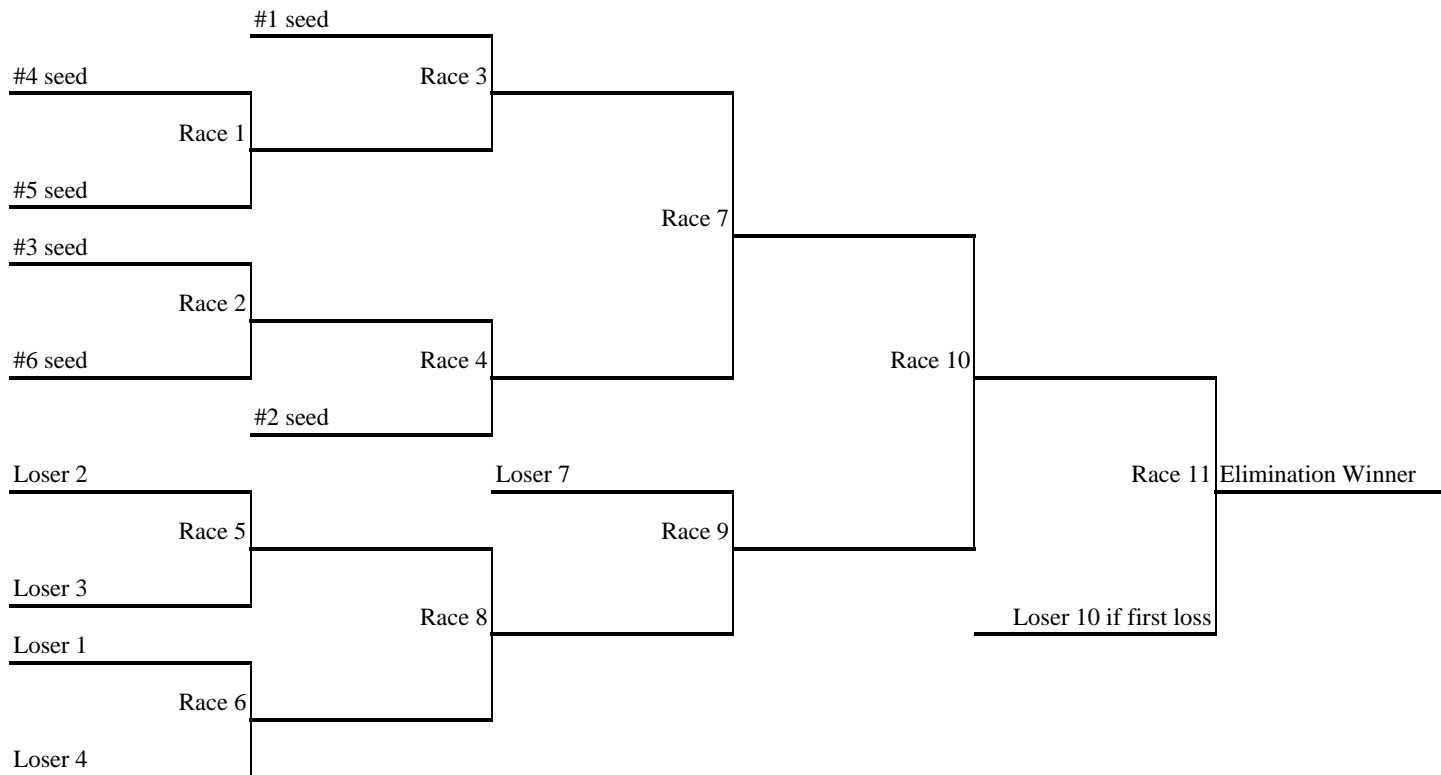 #1 seed
#4 seed
Race 3
Race 1
#5 seed
Race 7
#3 seed
Race 2
#6 seed
Race 4
Race 10
#2 seed
Loser 2
Loser 7
Race 11 Elimination Winner
Race 5
Race 9
Loser 3
Race 8
Loser 10 if first loss
Loser 1
Race 6
Loser 4